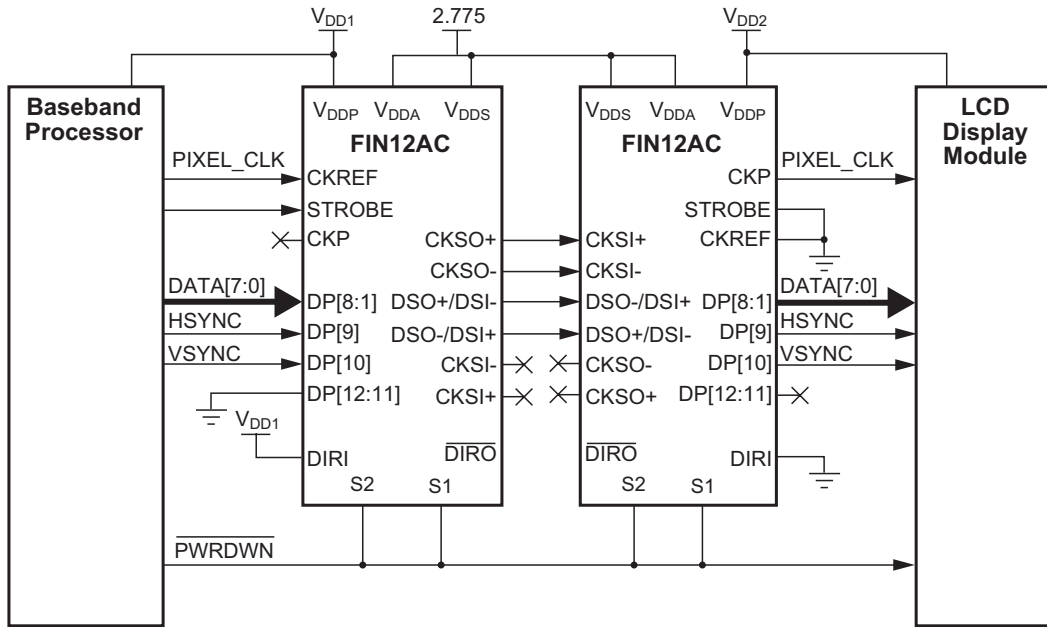 VDD1
2.775
VDD2
Baseband
Processor
VDDP
VDDA
VDDS
FIN12AC
VDDS
VDDA
VDDP
FIN12AC
LCD
Display
Module
PIXEL_CLK
CKREF
STROBE
CKP
CKSO+
CKSO-
DATA[7:0]
DP[8:1]
DSO+/DSI-
HSYNC
DP[9]
DSO-/DSI+
VSYNC
DP[10]
CKSI-
DP[12:11]
CKSI+
VDD1
DIRI
DIRO
S2
S1
CKP
PIXEL_CLK
STROBE
CKREF
CKSI+
CKSI-
DSO-/DSI+
DP[8:1]
DATA[7:0]
DSO+/DSI-
DP[9]
HSYNC
CKSO-
DP[10]
VSYNC
CKSO+
DP[12:11]
DIRO
DIRI
S2
S1
PWRDWN